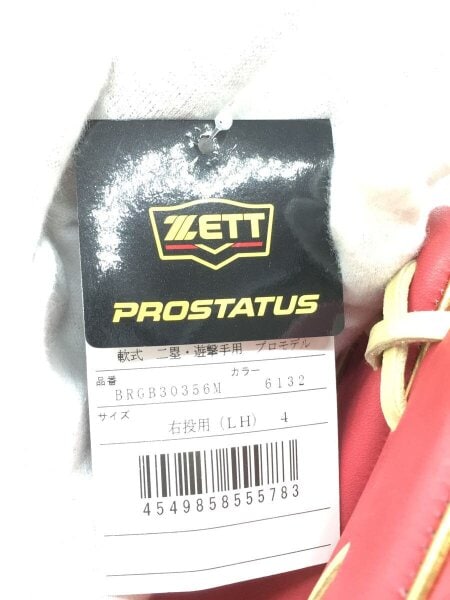 ZETT
PROSTATUS
軟式 二塁・遊撃手用 プロモデル
品番 カラー
BRGB30356M 6132
サイズ
右投用(LH) 4
4549858555783